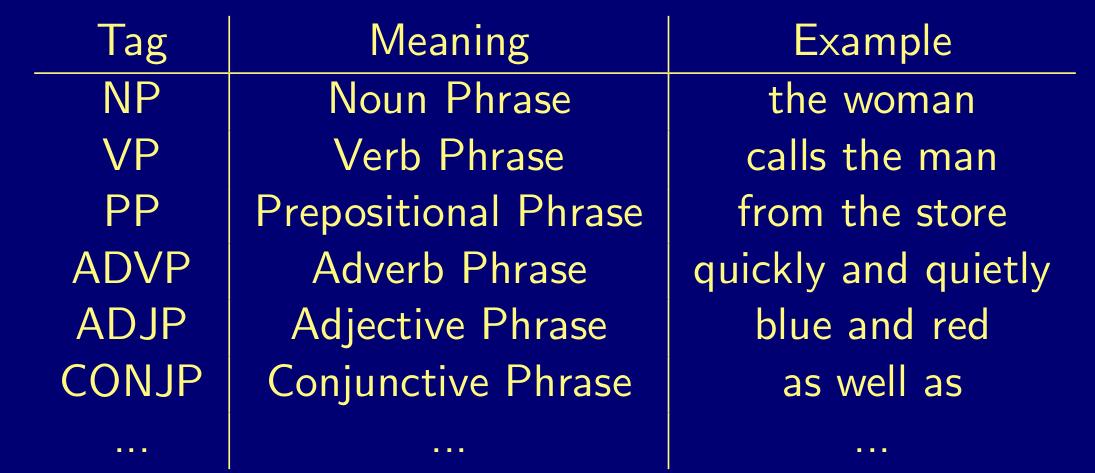 Tag Meaning Example
NP Noun Phrase the woman
VP Verb Phrase calls the man
PP Prepositional Phrase from the store
ADVP Adverb Phrase quickly and quietly
ADJP Adjective Phrase blue and red
CONJP Conjunctive Phrase as well as
... ... ...